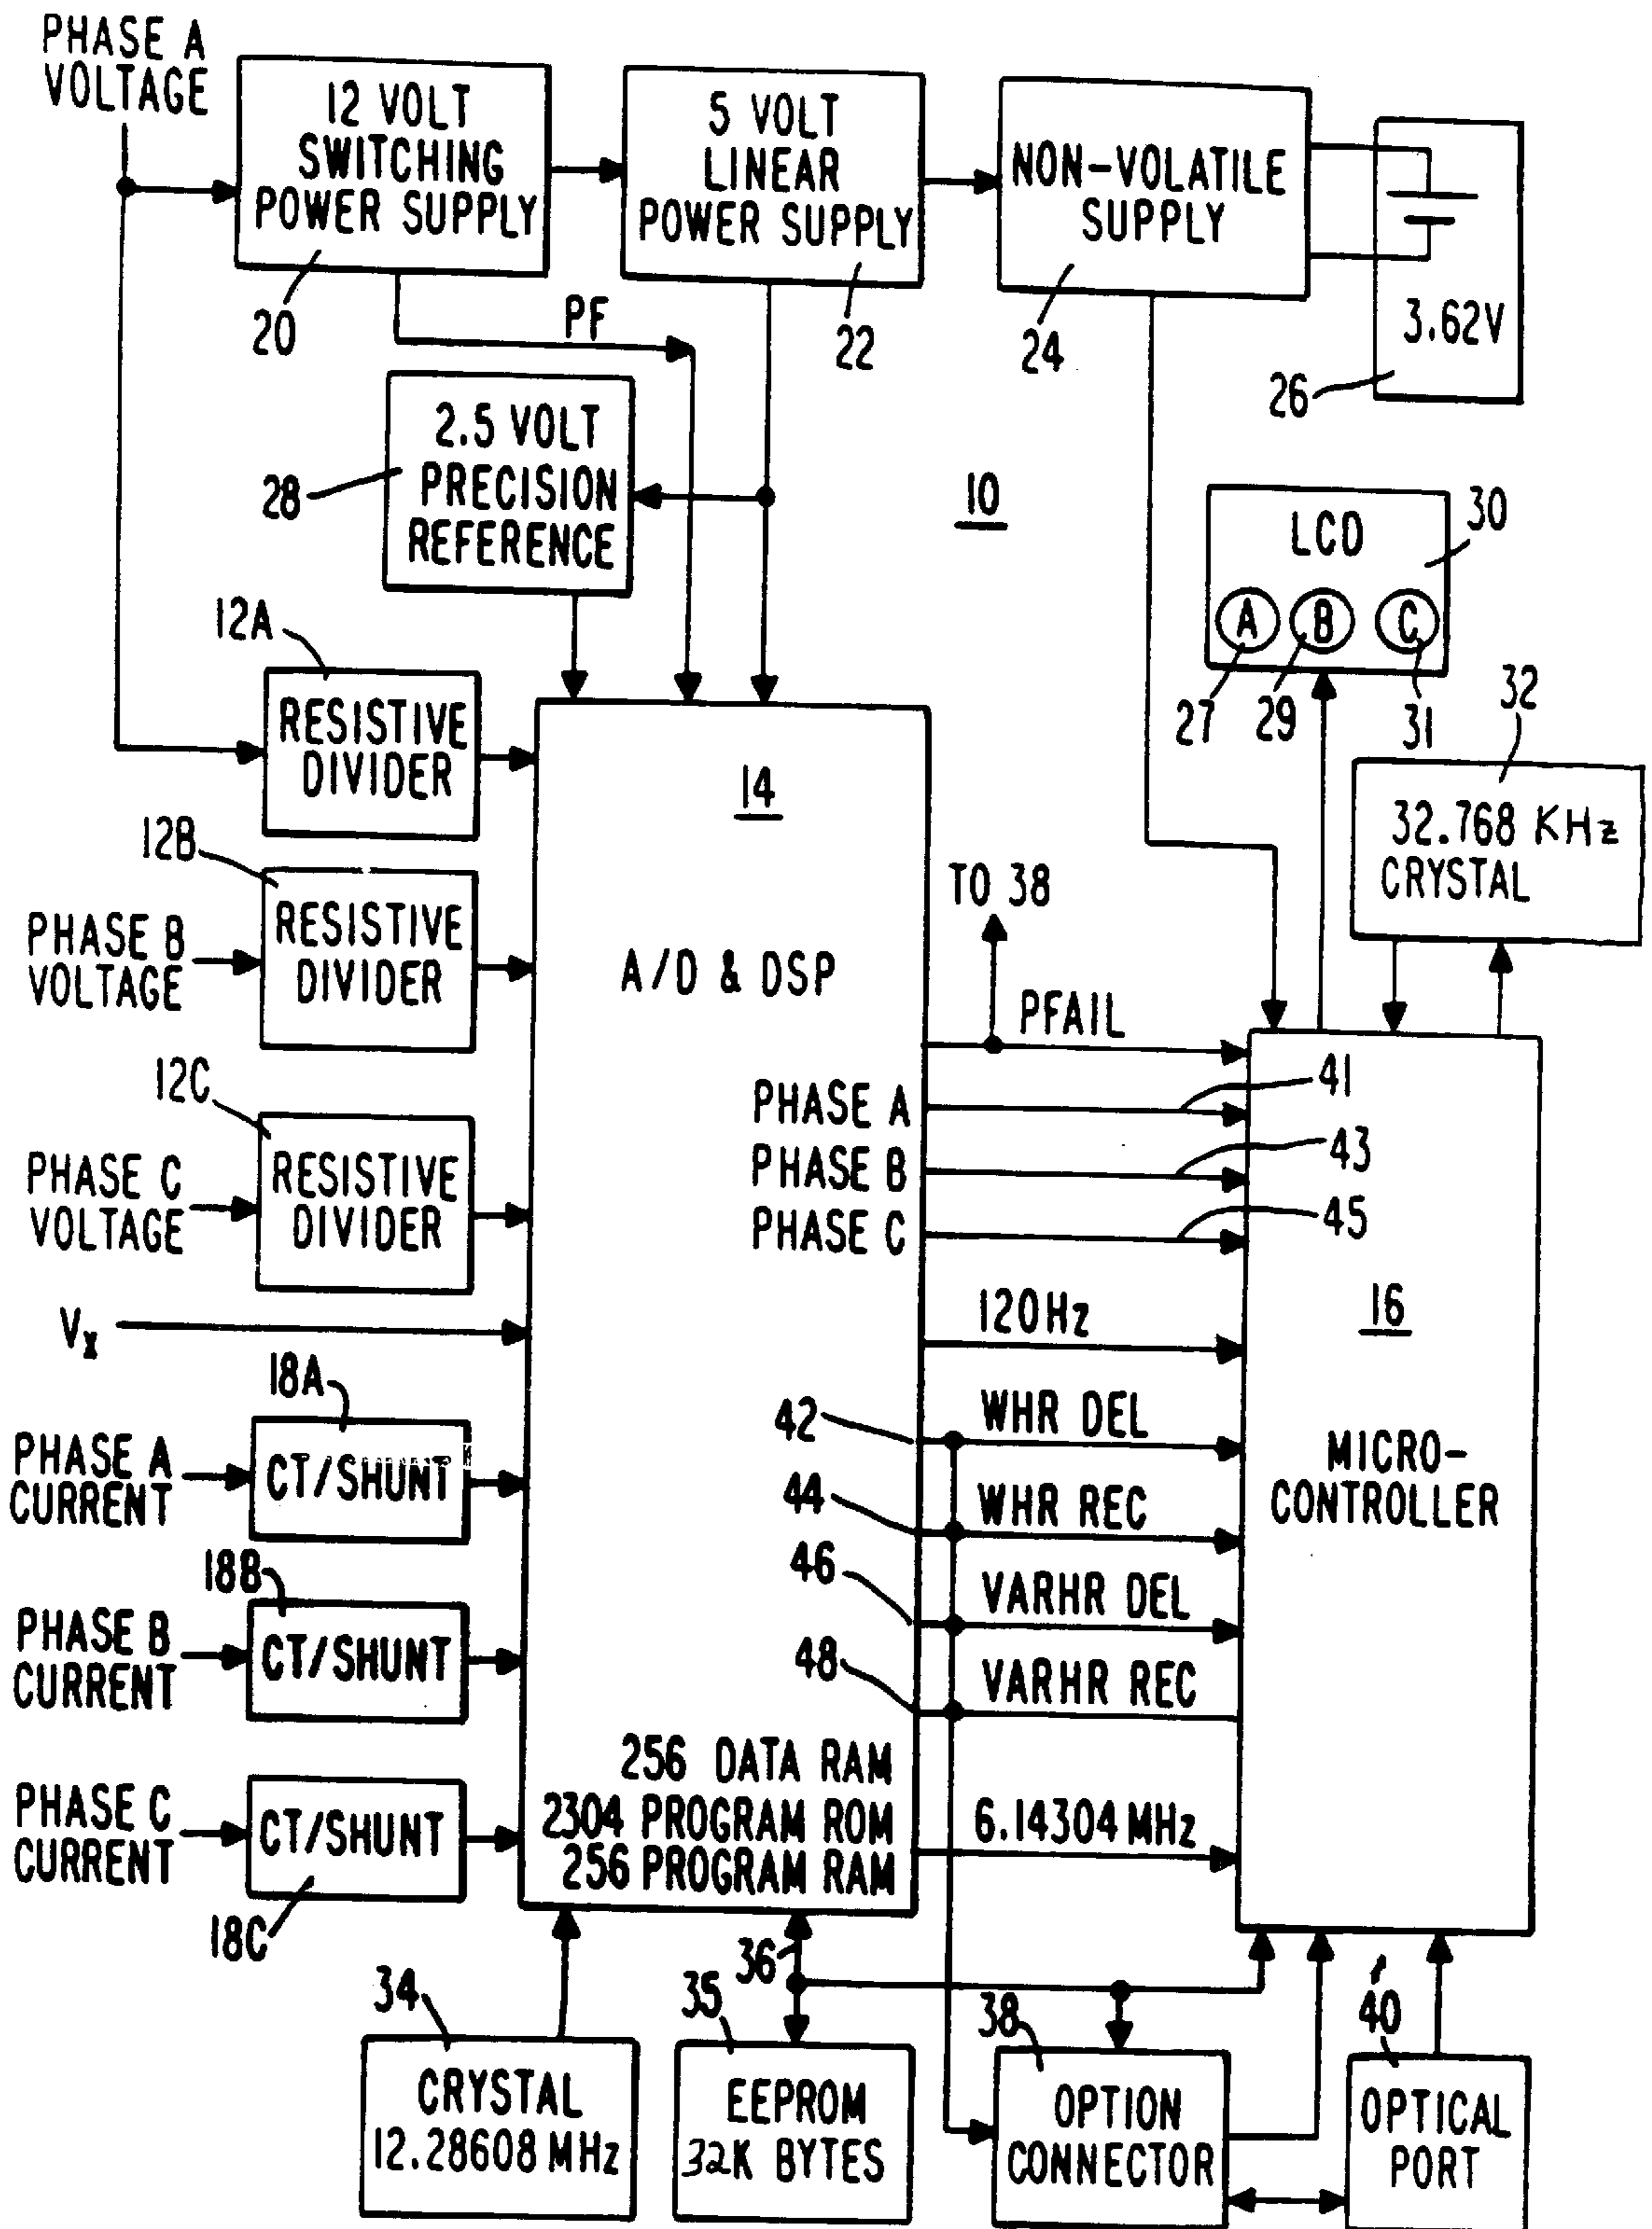 PHASE A
VOLTAGE
12 VOLT
SWITCHING
POWER SUPPLY
20
5 VOLT
LINEAR
POWER SUPPLY
22
NON-VOLATILE
SUPPLY
24
3.62V
26
PF
2.5 VOLT
PRECISION
REFERENCE
28
10
LCD
30
A
B
C
27
29
31
32
32.768 KHz
CRYSTAL
12A
RESISTIVE
DIVIDER
12B
PHASE B
VOLTAGE
RESISTIVE
DIVIDER
12C
PHASE C
VOLTAGE
RESISTIVE
DIVIDER
Vx
18A
PHASE A
CURRENT
CT/SHUNT
18B
PHASE B
CURRENT
CT/SHUNT
PHASE C
CURRENT
CT/SHUNT
18C
14
A/D & DSP
256 DATA RAM
2304 PROGRAM ROM
256 PROGRAM RAM
TO 38
PFAIL
PHASE A
41
PHASE B
43
PHASE C
45
120Hz
42
WHR DEL
44
WHR REC
46
VARHR DEL
48
VARHR REC
6.14304 MHz
16
MICRO-
CONTROLLER
34
CRYSTAL
12.28608 MHz
36
35
EEPROM
32K BYTES
38
OPTION
CONNECTOR
40
OPTICAL
PORT